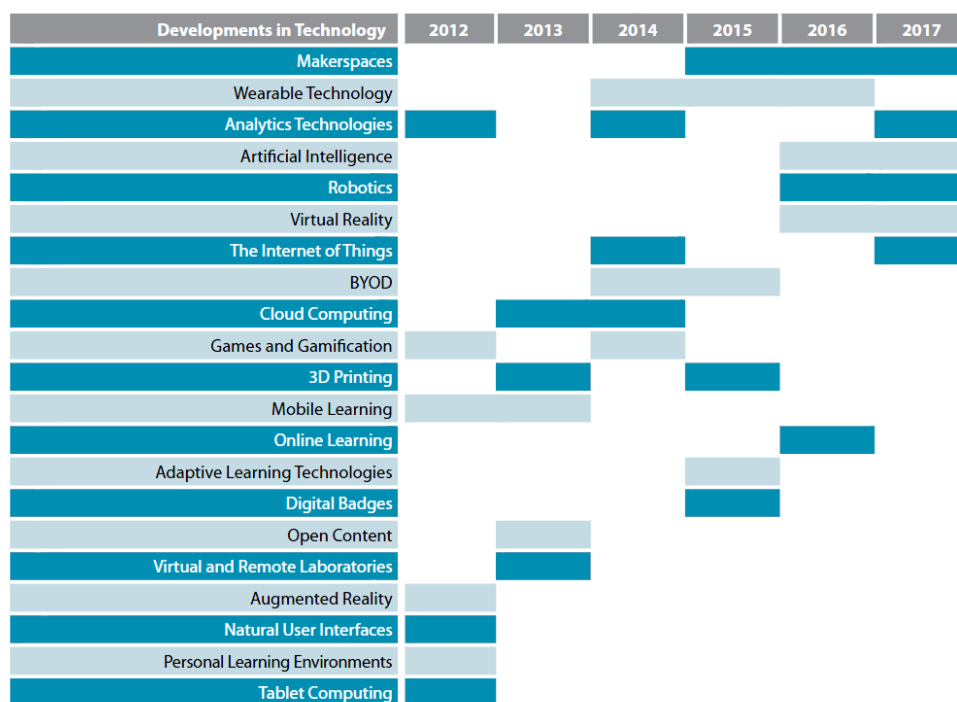 Developments in Technology 2012 2013 2014 2015 2016 2017
Makerspaces
Wearable Technology
Analytics Technologies
Artificial Intelligence
Robotics
Virtual Reality
The Internet of Things
BYOD
Cloud Computing
Games and Gamification
3D Printing
Mobile Learning
Online Learning
Adaptive Learning Technologies
Digital Badges
Open Content
Virtual and Remote Laboratories
Augmented Reality
Natural User Interfaces
Personal Learning Environments
Tablet Computing